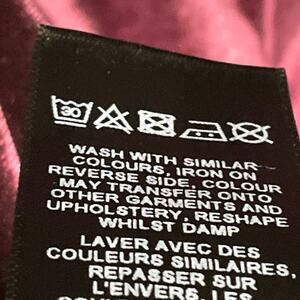 30
WASH WITH SIMILAR
COLOURS, IRON ON
REVERSE SIDE, COLOUR
MAY TRANSFER ONTO
OTHER GARMENTS AND
UPHOLSTERY, RESHAPE
WHILST DAMP
LAVER AVEC DES
COULEURS SIMILAIRES,
REPASSER SUR
L'ENVERS, LES